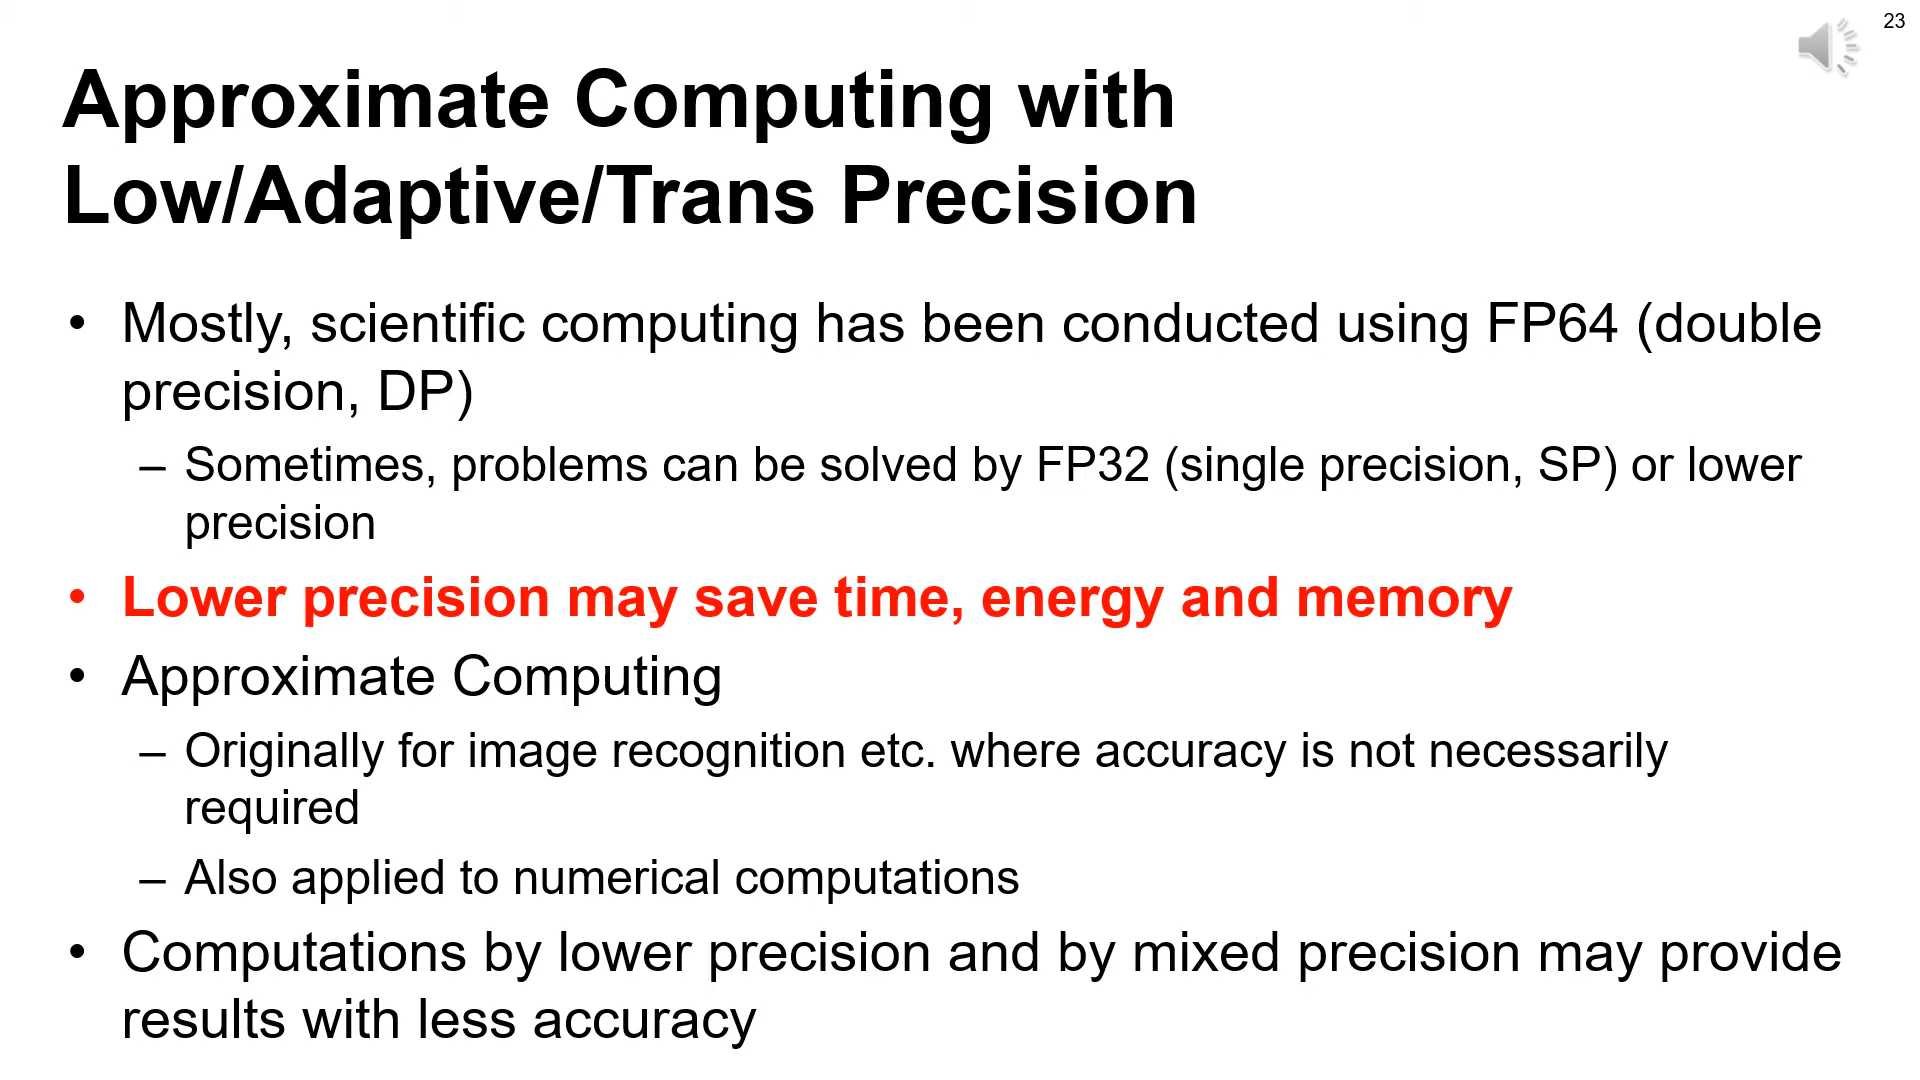 23
Approximate Computing with
Low/Adaptive/Trans Precision
• Mostly, scientific computing has been conducted using FP64 (double
precision, DP)
– Sometimes, problems can be solved by FP32 (single precision, SP) or lower
precision
• Lower precision may save time, energy and memory
• Approximate Computing
– Originally for image recognition etc. where accuracy is not necessarily
required
– Also applied to numerical computations
• Computations by lower precision and by mixed precision may provide
results with less accuracy